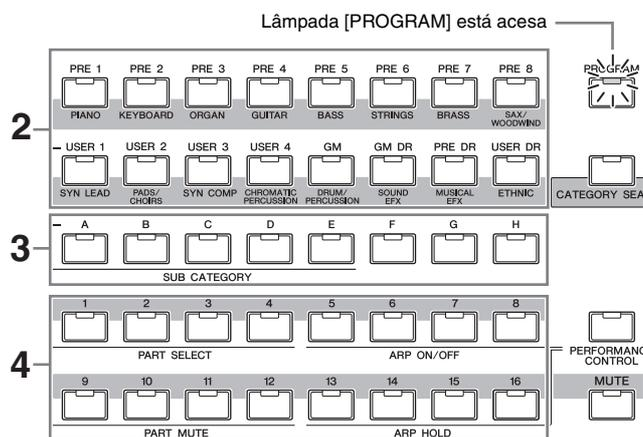 Lâmpada [PROGRAM] está acesa
PRE 1 PRE 2 PRE 3 PRE 4 PRE 5 PRE 6 PRE 7 PRE 8 PROGRAM
PIANO KEYBOARD ORGAN GUITAR BASS STRINGS BRASS SAX/
WOODWIND
2
USER 1 USER 2 USER 3 USER 4 GM GM DR PRE DR USER DR
SYN LEAD PADS/
CHOIRS SYN COMP CHROMATIC
PERCUSSION DRUM/
PERCUSSION SOUND
EFX MUSICAL
EFX ETHNIC CATEGORY SEA
3
A B C D E F G H
SUB CATEGORY
4
1 2 3 4 5 6 7 8
PART SELECT ARP ON/OFF PERFORMANC
CONTROL
9 10 11 12 13 14 15 16 MUTE
PART MUTE ARP HOLD